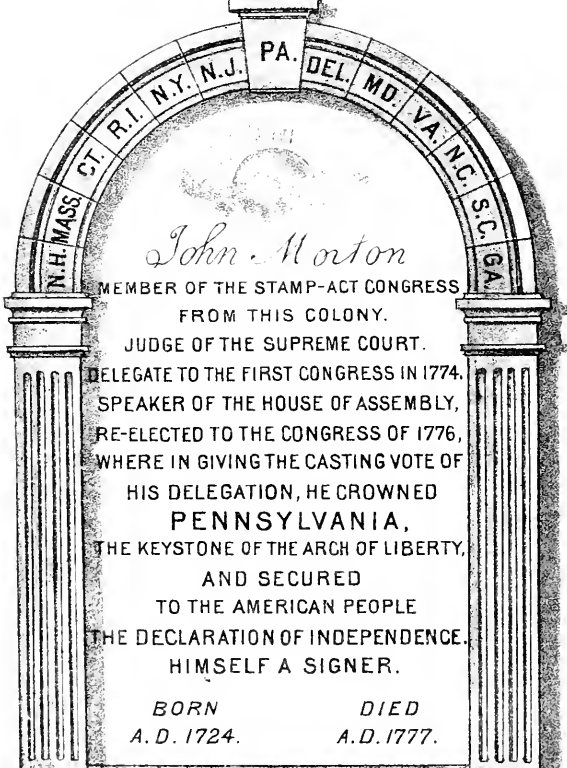 N.H. MASS. CT. R.I. N.Y. N.J. PA. DEL. MD. VA. N.C. S.C. GA.
John Morton
MEMBER OF THE STAMP-ACT CONGRESS
FROM THIS COLONY.
JUDGE OF THE SUPREME COURT.
DELEGATE TO THE FIRST CONGRESS IN 1774.
SPEAKER OF THE HOUSE OF ASSEMBLY,
RE-ELECTED TO THE CONGRESS OF 1776,
WHERE IN GIVING THE CASTING VOTE OF
HIS DELEGATION, HE CROWNED
PENNSYLVANIA,
THE KEYSTONE OF THE ARCH OF LIBERTY,
AND SECURED
TO THE AMERICAN PEOPLE
THE DECLARATION OF INDEPENDENCE.
HIMSELF A SIGNER.
BORN DIED
A.D. 1724. A.D. 1777.